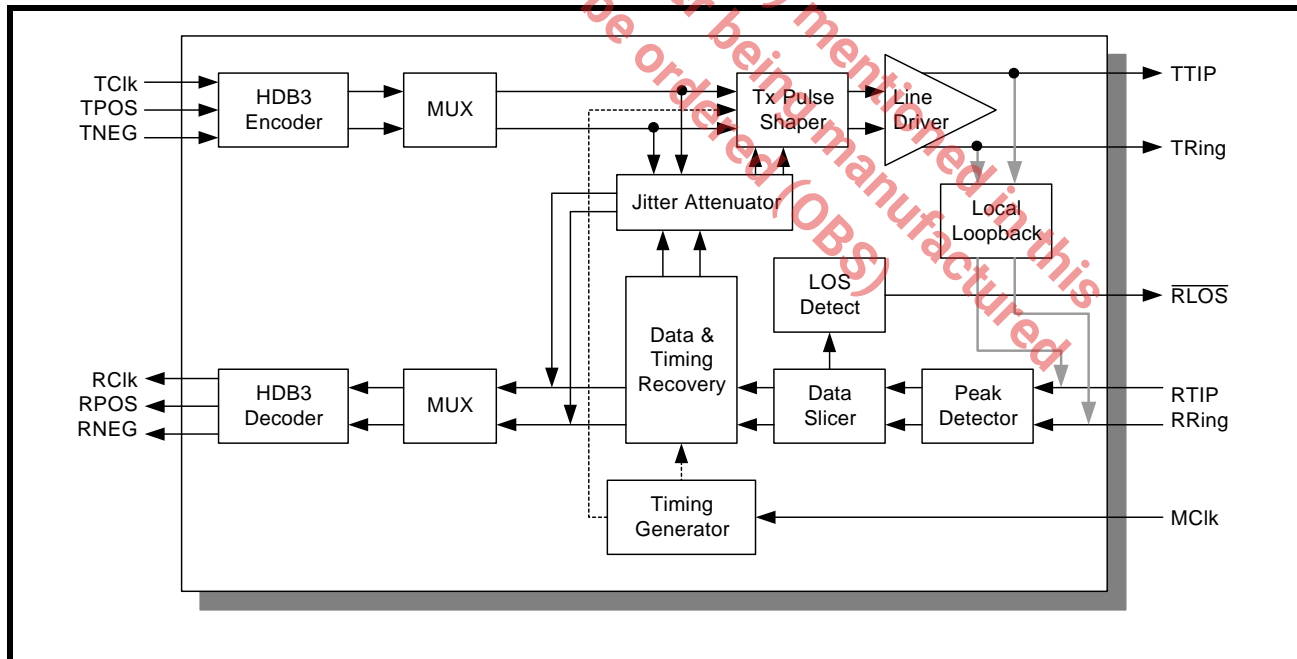 TClk
TPOS
TNEG
HDB3
Encoder
MUX
Tx Pulse
Shaper
Line
Driver
TTIP
TRing
Jitter Attenuator
Local
Loopback
LOS
Detect
RLOS
Data &
Timing
Recovery
RClk
RPOS
RNEG
HDB3
Decoder
MUX
Data
Slicer
Peak
Detector
RTIP
RRing
Timing
Generator
MClk
) mentioned in this
being manufactured
be ordered (OBS)